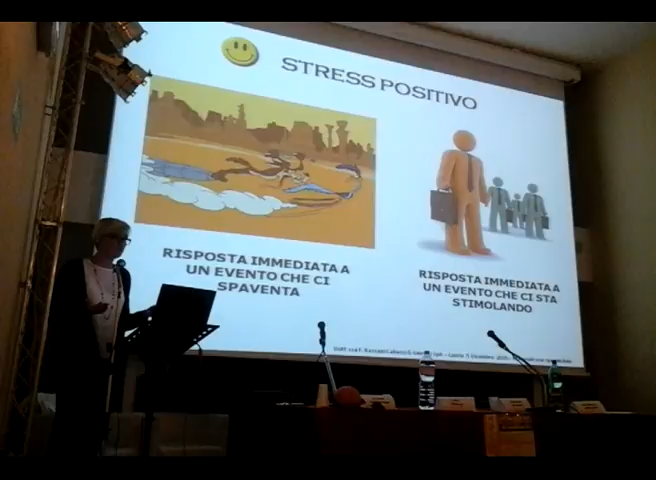 STRESS POSITIVO
RISPOSTA IMMEDIATA A
UN EVENTO CHE CI
SPAVENTA
RISPOSTA IMMEDIATA A
UN EVENTO CHE CI STA
STIMOLANDO